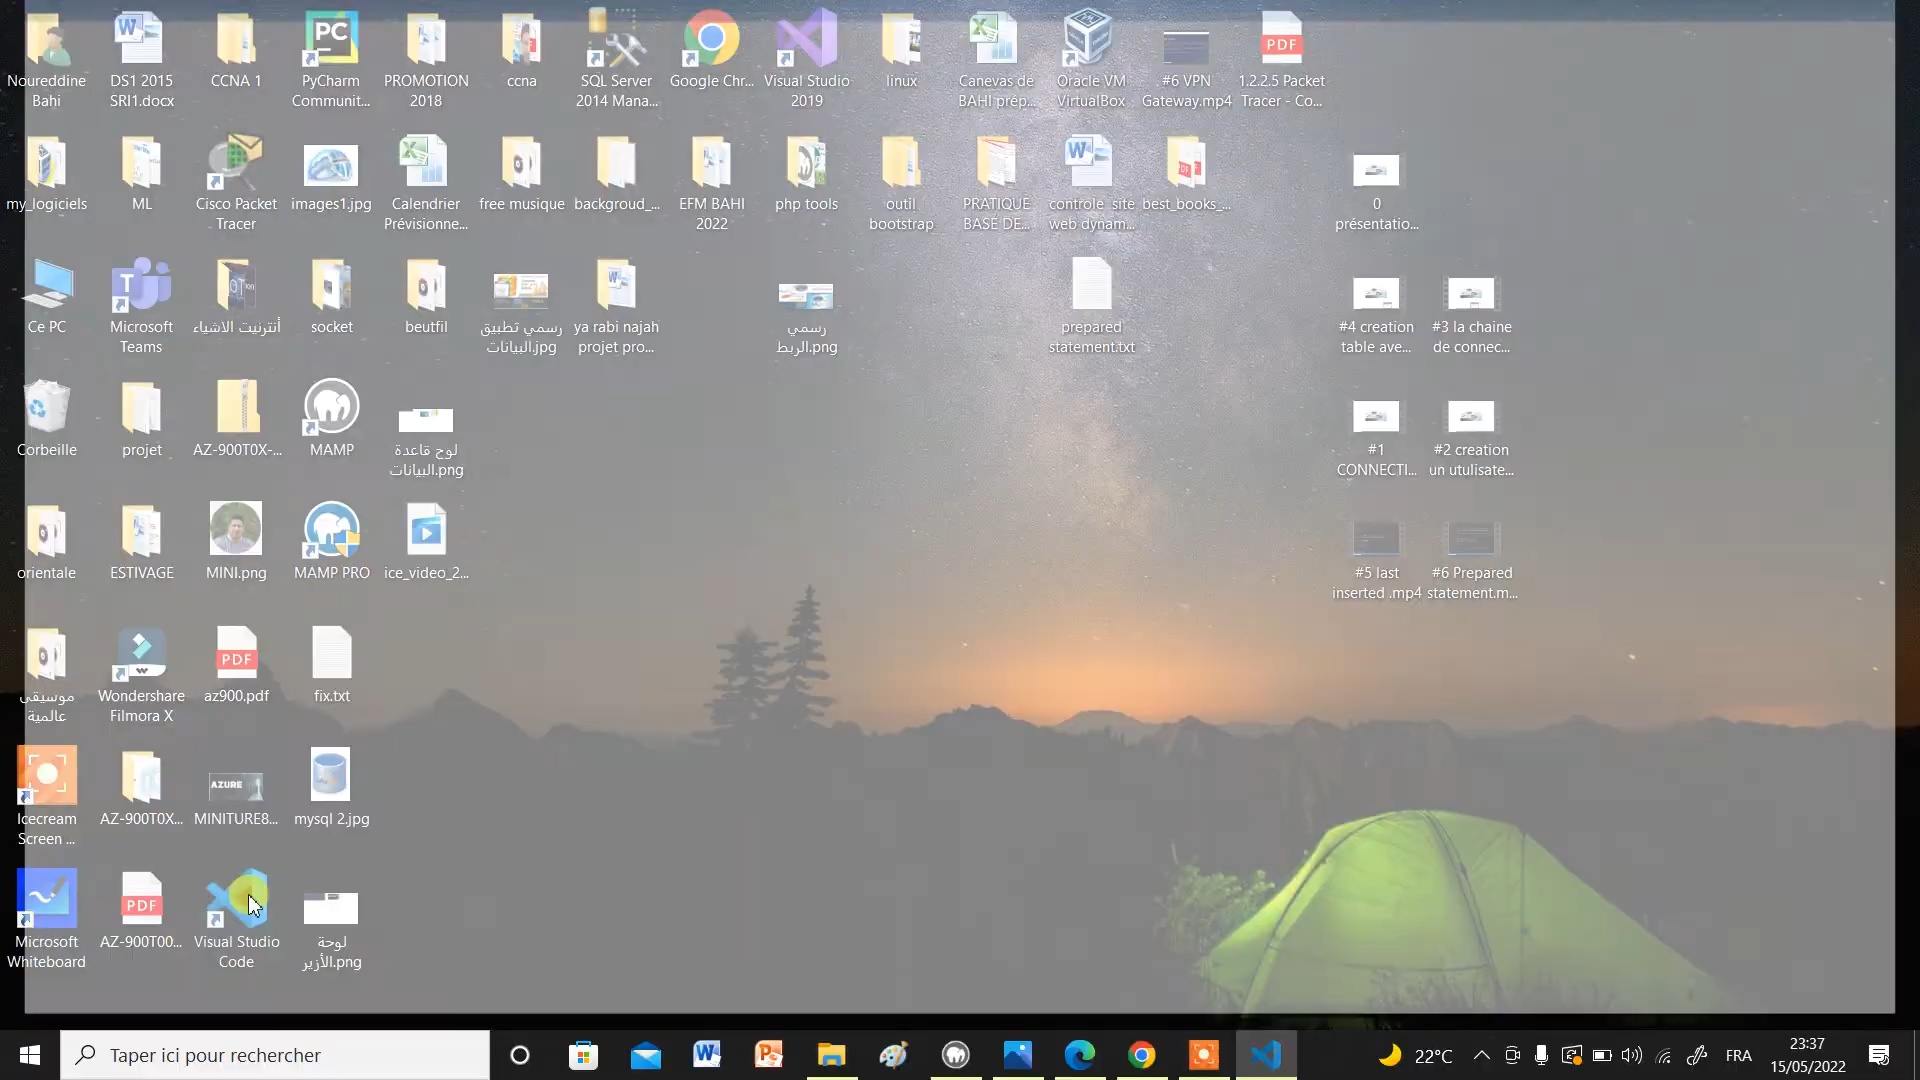 Noureddine
Bahi
DS1 2015
SRI1.docx
CCNA 1
PyCharm
Communit...
PROMOTION
2018
ccna
SQL Server
2014 Mana...
Google Chr...
Visual Studio
2019
linux
Canevas de
BAHI prép...
Oracle VM
VirtualBox
#6 VPN
Gateway.mp4
1.2.2.5 Packet
Tracer - Co...
my_logiciels
ML
Cisco Packet
Tracer
images1.jpg
Calendrier
Prévisionne...
free musique
backgroud_...
EFM BAHI
2022
php tools
outil
bootstrap
PRATIQUE
BASE DE...
controle site
web dynam...
best_books_...
0
présentatio...
Ce PC
Microsoft
Teams
أنترنيت الاشياء
socket
beutfil
رسمي تطبيق
البيانات.jpg
ya rabi najah
projet pro...
رسمي
الربط.png
prepared
statement.txt
#4 creation
table ave...
#3 la chaine
de connec...
Corbeille
projet
AZ-900T0X-...
MAMP
لوح قاعدة
البيانات.png
#1
CONNECTI...
#2 creation
un utulisate...
orientale
ESTIVAGE
MINI.png
MAMP PRO
ice_video_2...
#5 last
inserted .mp4
#6 Prepared
statement.m...
موسيقى
عالمية
Wondershare
Filmora X
PDF
az900.pdf
fix.txt
Icecream
Screen ...
AZ-900T0X...
AZURE
MINITURE8...
mysql 2.jpg
Microsoft
Whiteboard
PDF
AZ-900T00...
Visual Studio
Code
لوحة
الأزير.png
Taper ici pour rechercher
22°C
FRA
23:37
15/05/2022